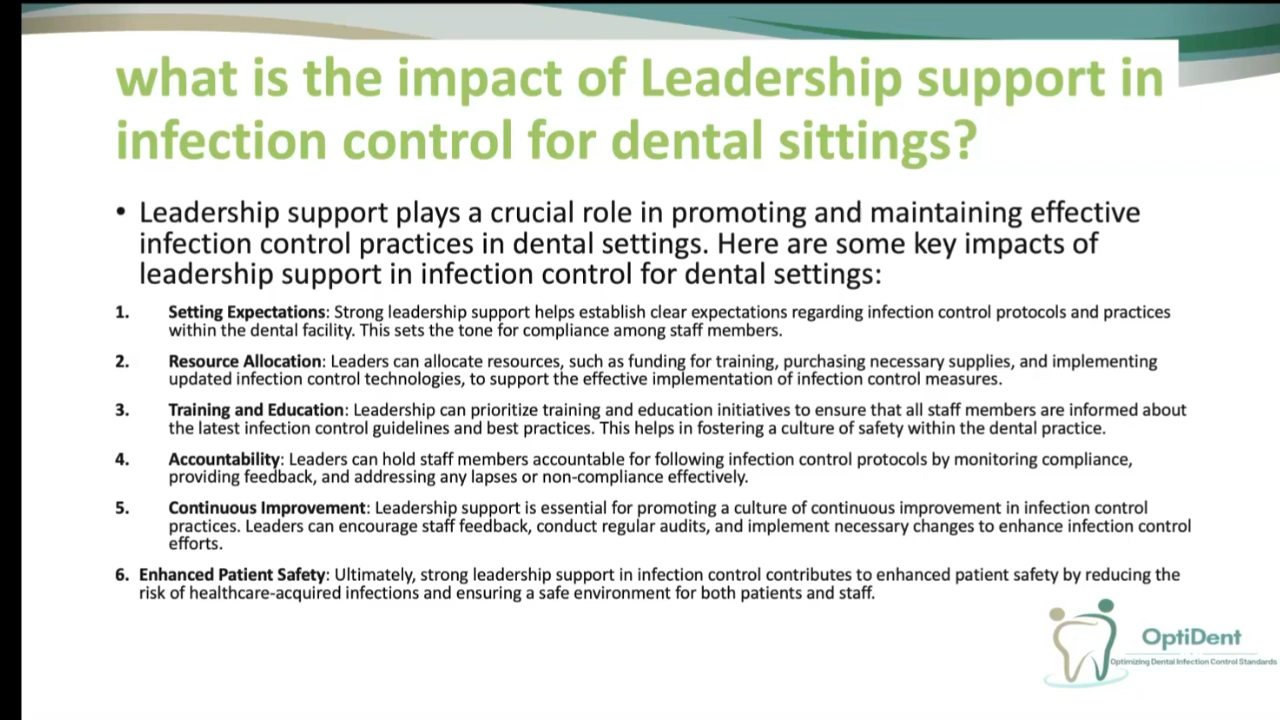 what is the impact of Leadership support in
infection control for dental sittings?
• Leadership support plays a crucial role in promoting and maintaining effective
infection control practices in dental settings. Here are some key impacts of
leadership support in infection control for dental settings:
1. Setting Expectations: Strong leadership support helps establish clear expectations regarding infection control protocols and practices
within the dental facility. This sets the tone for compliance among staff members.
2. Resource Allocation: Leaders can allocate resources, such as funding for training, purchasing necessary supplies, and implementing
updated infection control technologies, to support the effective implementation of infection control measures.
3. Training and Education: Leadership can prioritize training and education initiatives to ensure that all staff members are informed about
the latest infection control guidelines and best practices. This helps in fostering a culture of safety within the dental practice.
4. Accountability: Leaders can hold staff members accountable for following infection control protocols by monitoring compliance,
providing feedback, and addressing any lapses or non-compliance effectively.
5. Continuous Improvement: Leadership support is essential for promoting a culture of continuous improvement in infection control
practices. Leaders can encourage staff feedback, conduct regular audits, and implement necessary changes to enhance infection control
efforts.
6. Enhanced Patient Safety: Ultimately, strong leadership support in infection control contributes to enhanced patient safety by reducing the
risk of healthcare-acquired infections and ensuring a safe environment for both patients and staff.
OptiDent
Optimizing Dental Infection Control Standards